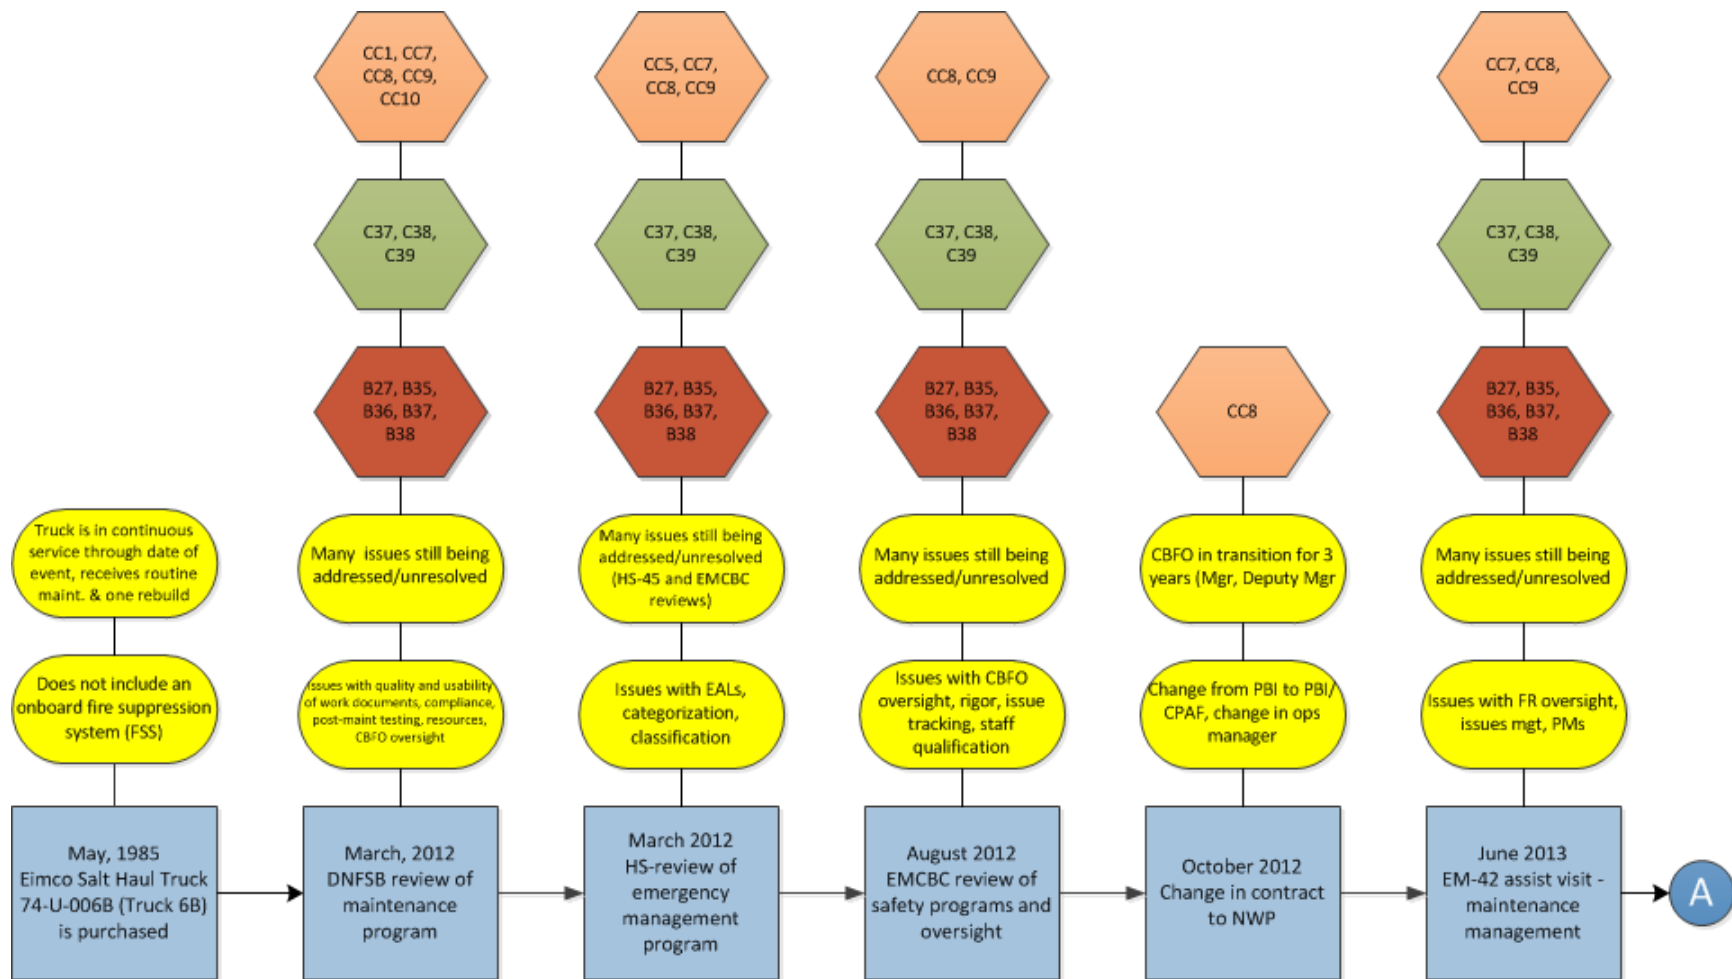 CC1, CC7,
CC8, CC9,
CC10
CC5, CC7,
CC8, CC9
CC8, CC9
CC7, CC8,
CC9
C37, C38,
C39
C37, C38,
C39
C37, C38,
C39
C37, C38,
C39
B27, B35,
B36, B37,
B38
B27, B35,
B36, B37,
B38
B27, B35,
B36, B37,
B38
CC8
B27, B35,
B36, B37,
B38
Truck is in continuous
service through date of
event, receives routine
maint. & one rebuild
Many issues still being
addressed/unresolved
Many issues still being
addressed/unresolved
(HS-45 and EMCBC
reviews)
Many issues still being
addressed/unresolved
CBFO in transition for 3
years (Mgr, Deputy Mgr
Many issues still being
addressed/unresolved
Does not include an
onboard fire suppression
system (FSS)
Issues with quality and usability
of work documents, compliance,
post-maint testing, resources,
CBFO oversight
Issues with EALs,
categorization,
classification
Issues with CBFO
oversight, rigor, issue
tracking, staff
qualification
Change from PBI to PBI/
CPAF, change in ops
manager
Issues with FR oversight,
issues mgt, PMs
May, 1985
Eimco Salt Haul Truck
74-U-006B (Truck 6B)
is purchased
March, 2012
DNFSB review of
maintenance
program
March 2012
HS-review of
emergency
management
program
August 2012
EMCBC review of
safety programs and
oversight
October 2012
Change in contract
to NWP
June 2013
EM-42 assist visit -
maintenance
management
A